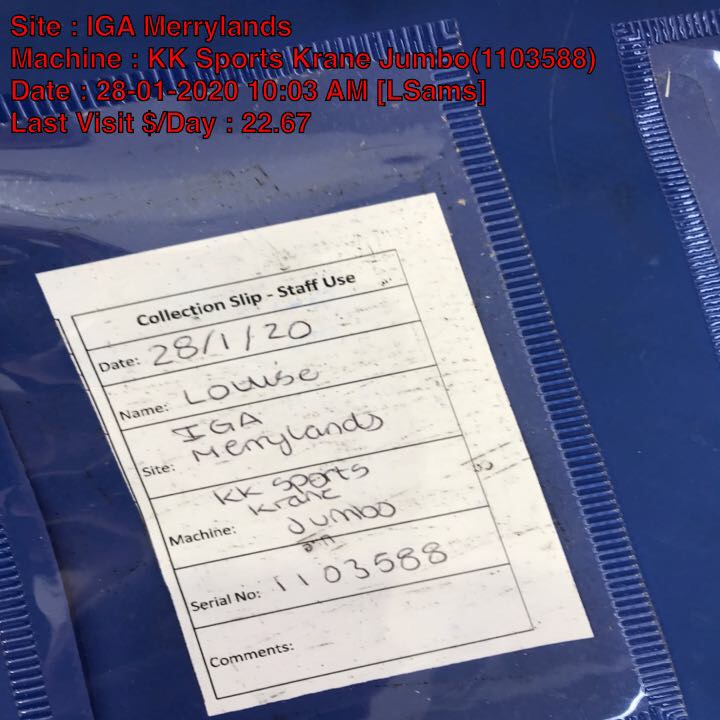 Site : IGA Merrylands
Machine : KK Sports Krane Jumbo(1103588)
Date : 28-01-2020 10:03 AM [LSams]
Last Visit $/Day : 22.67
Collection Slip - Staff Use
Date: 28/1/20
Name: Louise
IGA
Site: Merrylands
KK Sports
Krane
Machine: Jumbo
Serial No: 1103588
Comments: